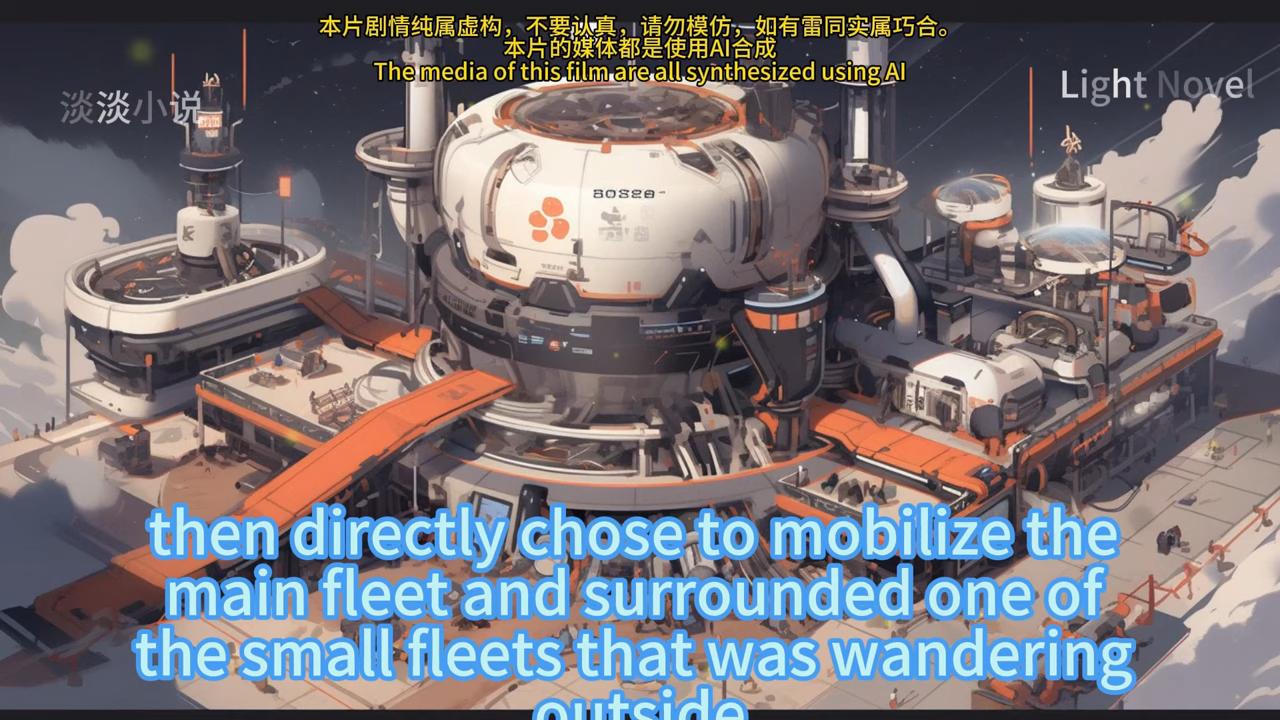 本片剧情纯属虚构，不要认真，请勿模仿，如有雷同实属巧合。
本片的媒体都是使用AI合成
The media of this film are all synthesized using AI
淡淡小说
Light Novel
then directly chose to mobilize the
main fleet and surrounded one of
the small fleets that was wandering
outside